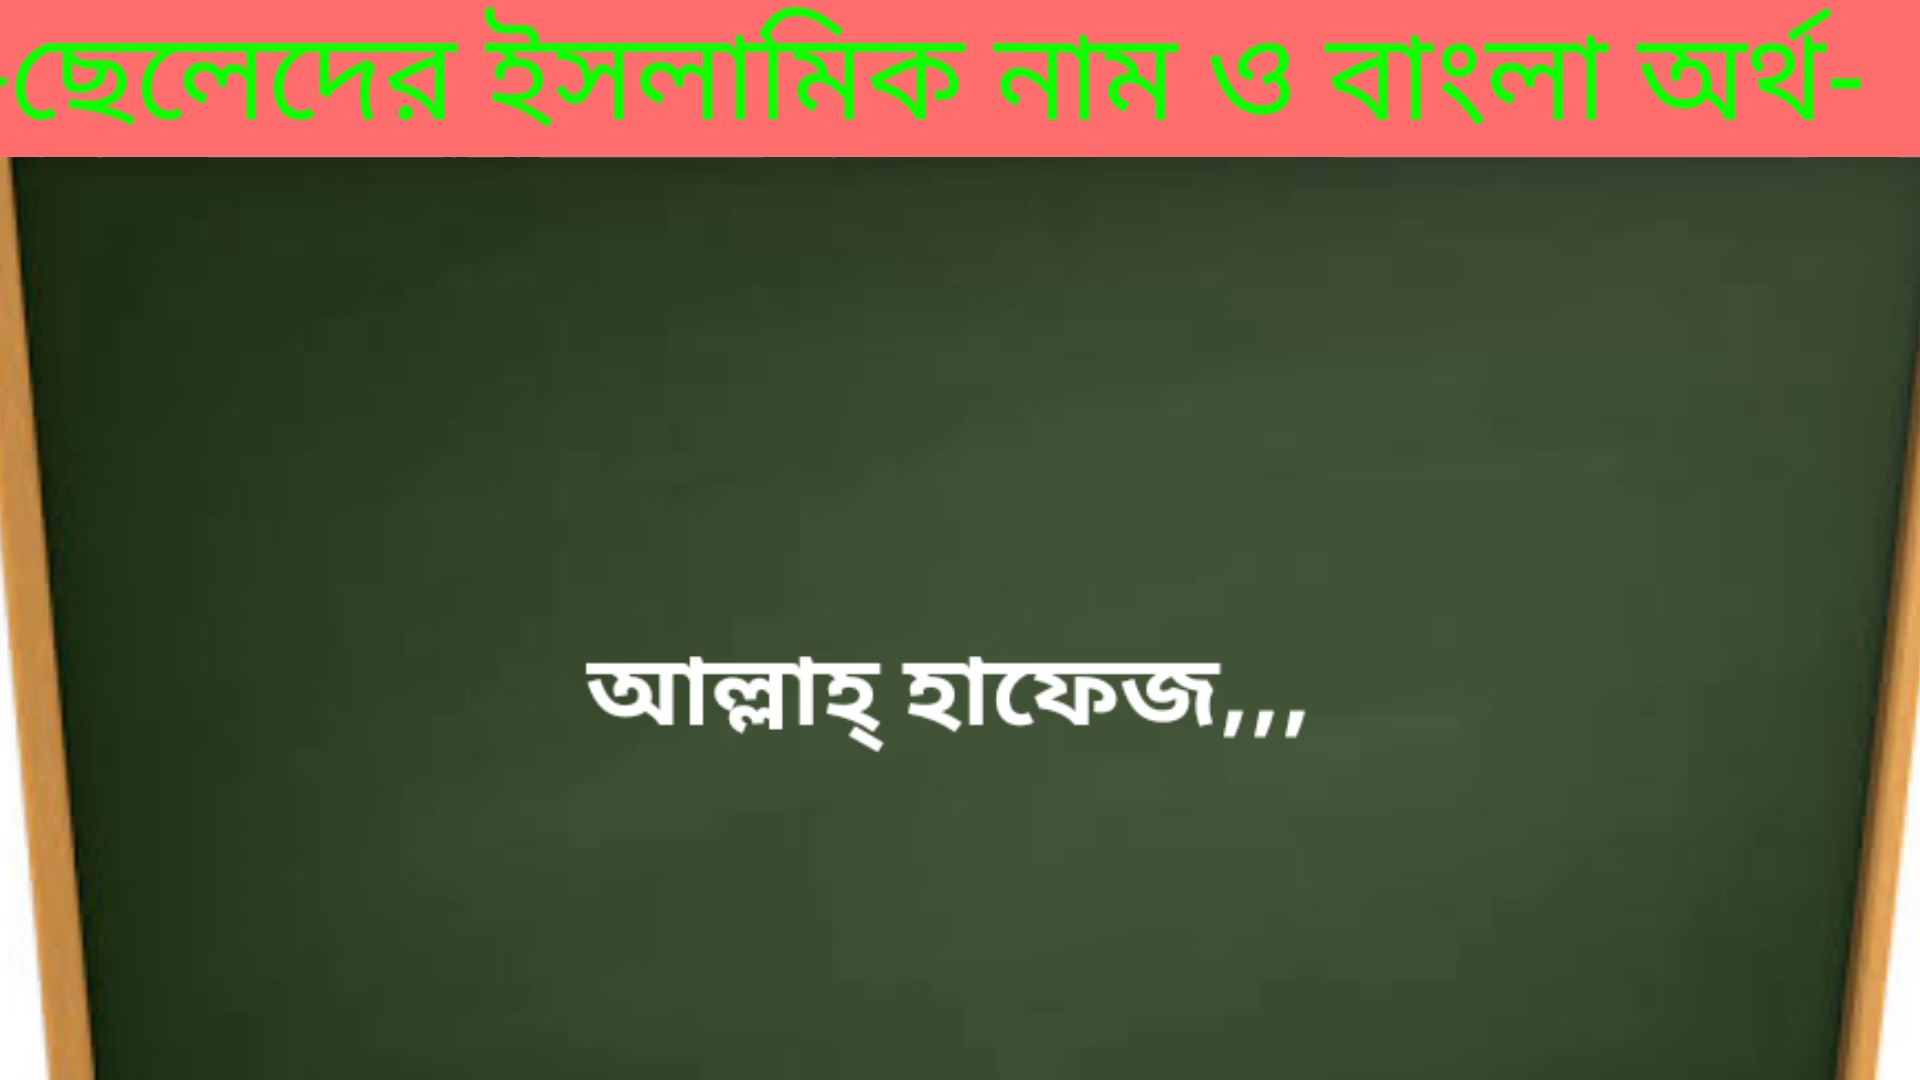 -ছেলেদের ইসলামিক নাম ও বাংলা অর্থ-
আল্লাহ্ হাফেজ,,,